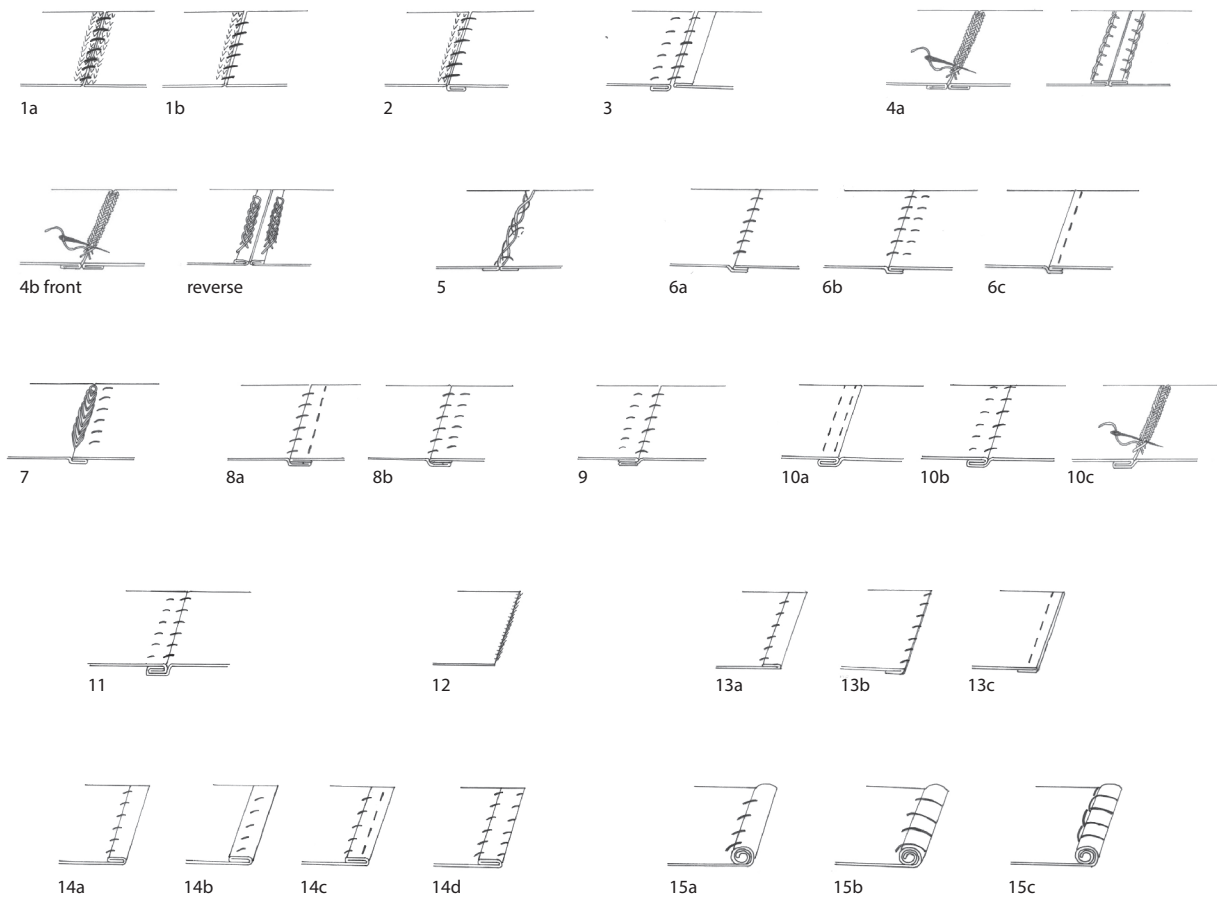 1a 1b 2 3 4a
4b front reverse 5 6a 6b 6c
7 8a 8b 9 10a 10b 10c
11 12 13a 13b 13c
14a 14b 14c 14d 15a 15b 15c